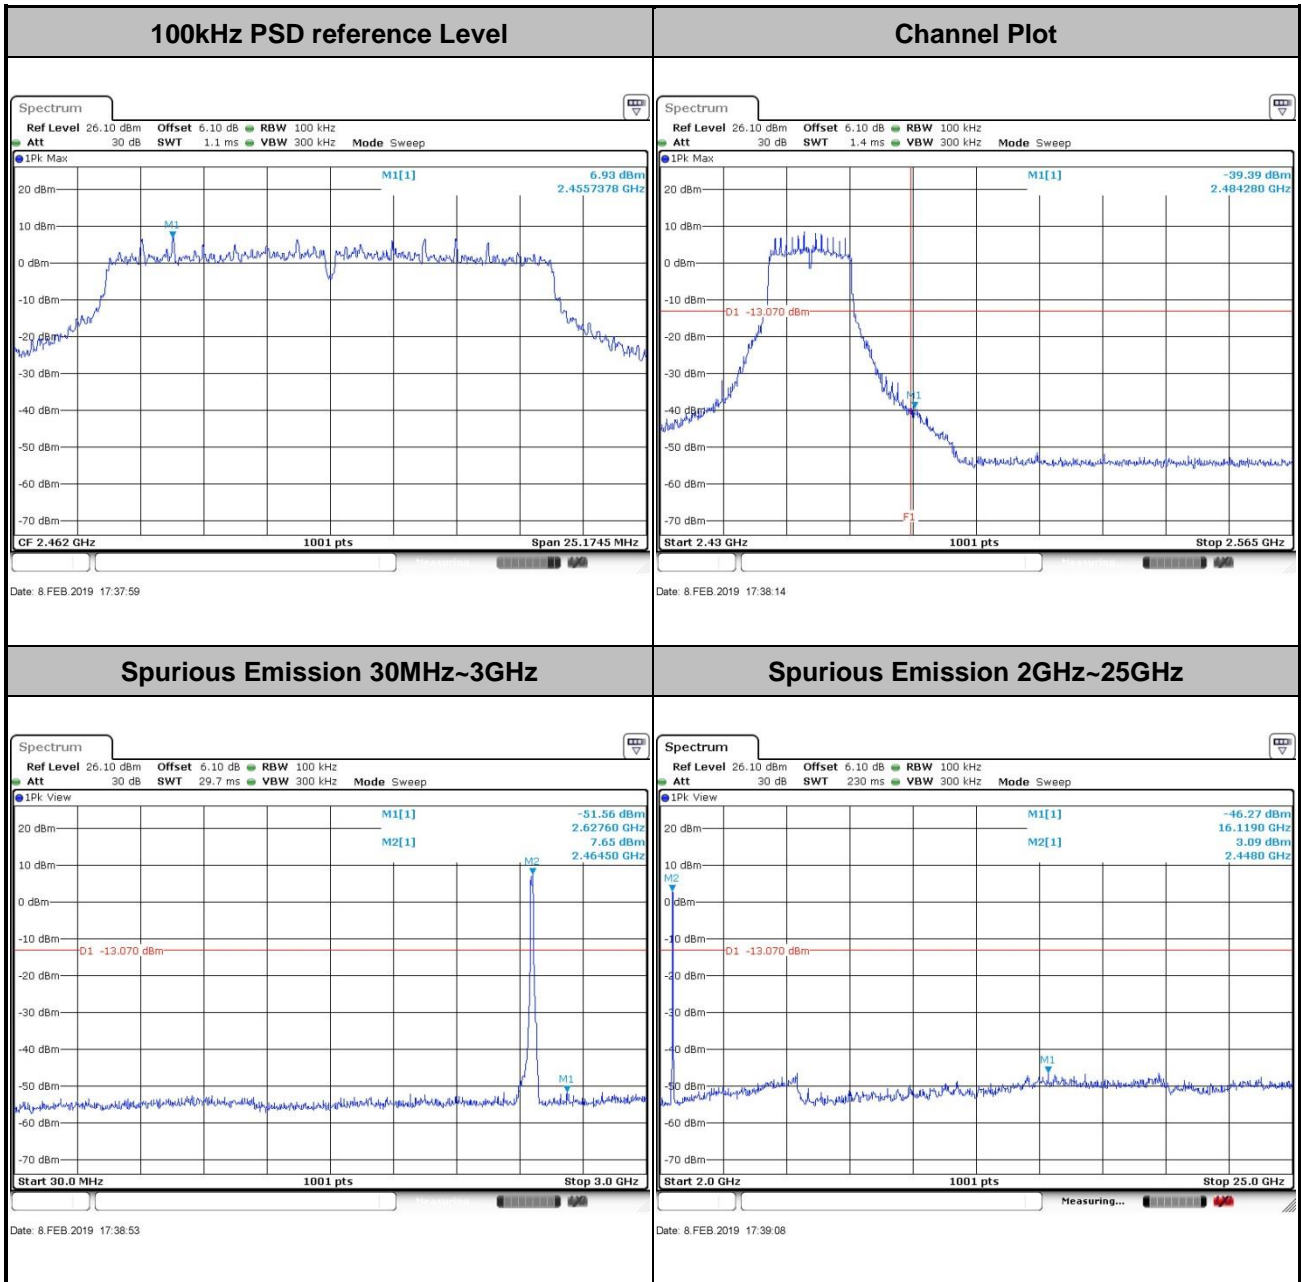 100kHz PSD reference Level
Channel Plot
Spectrum
Ref Level 26.10 dBm Offset 6.10 dB RBW 100 kHz
Att 30 dB SWT 1.1 ms VBW 300 kHz Mode Sweep
1Pk Max
M1[1] 6.93 dBm
2.4557378 GHz
20 dBm
M1
10 dBm
0 dBm
-10 dBm
-20 dBm
-30 dBm
-40 dBm
-50 dBm
-60 dBm
-70 dBm
CF 2.462 GHz 1001 pts Span 25.1745 MHz
Measuring...
Date: 8.FEB.2019 17:37:59
Spectrum
Ref Level 26.10 dBm Offset 6.10 dB RBW 100 kHz
Att 30 dB SWT 1.4 ms VBW 300 kHz Mode Sweep
1Pk Max
M1[1] -39.39 dBm
2.484280 GHz
20 dBm
10 dBm
0 dBm
-10 dBm
D1 -13.070 dBm
-20 dBm
-30 dBm
M1
-40 dBm
-50 dBm
-60 dBm
-70 dBm
F1
Start 2.43 GHz 1001 pts Stop 2.565 GHz
Measuring...
Date: 8.FEB.2019 17:38:14
Spurious Emission 30MHz~3GHz
Spurious Emission 2GHz~25GHz
Spectrum
Ref Level 26.10 dBm Offset 6.10 dB RBW 100 kHz
Att 30 dB SWT 29.7 ms VBW 300 kHz Mode Sweep
1Pk View
M1[1] -51.56 dBm
2.62760 GHz
20 dBm
M2[1] 7.65 dBm
2.46450 GHz
M2
10 dBm
0 dBm
-10 dBm
D1 -13.070 dBm
-20 dBm
-30 dBm
-40 dBm
M1
-50 dBm
-60 dBm
-70 dBm
Start 30.0 MHz 1001 pts Stop 3.0 GHz
Measuring...
Date: 8.FEB.2019 17:38:53
Spectrum
Ref Level 26.10 dBm Offset 6.10 dB RBW 100 kHz
Att 30 dB SWT 230 ms VBW 300 kHz Mode Sweep
1Pk View
M1[1] -46.27 dBm
16.1190 GHz
20 dBm
M2[1] 3.09 dBm
2.4480 GHz
10 dBm
M2
0 dBm
-10 dBm
D1 -13.070 dBm
-20 dBm
-30 dBm
-40 dBm
M1
-50 dBm
-60 dBm
-70 dBm
Start 2.0 GHz 1001 pts Stop 25.0 GHz
Measuring...
Date: 8.FEB.2019 17:39:08